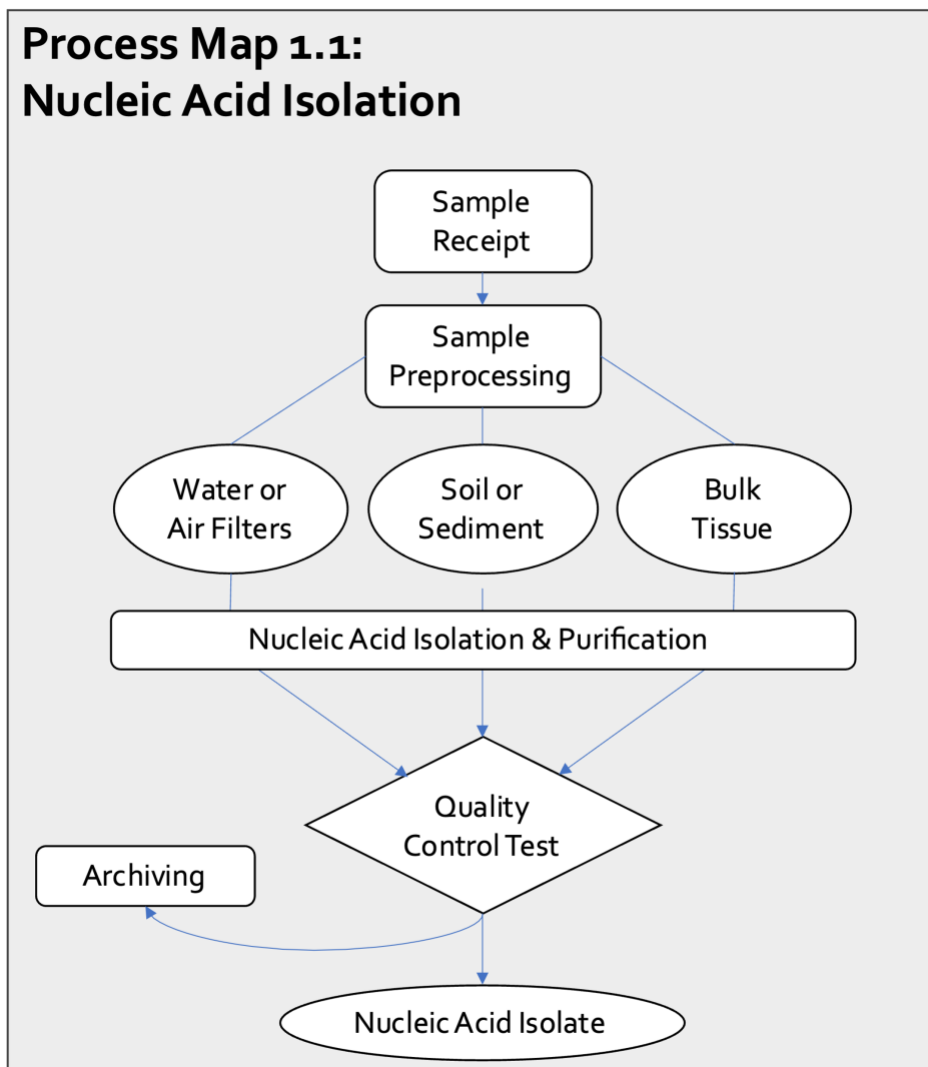 Process Map 1.1:
Nucleic Acid Isolation
Sample
Receipt
Sample
Preprocessing
Water or
Air Filters
Soil or
Sediment
Bulk
Tissue
Nucleic Acid Isolation & Purification
Quality
Control Test
Archiving
Nucleic Acid Isolate